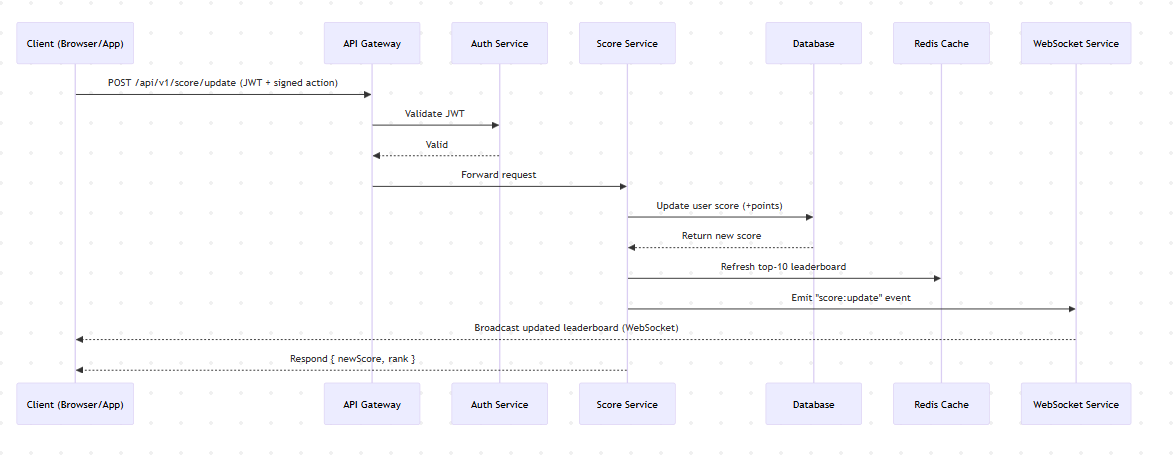 Client (Browser/App)
API Gateway
Auth Service
Score Service
Database
Redis Cache
WebSocket Service
POST /api/v1/score/update (JWT + signed action)
Validate JWT
Valid
Forward request
Update user score (+points)
Return new score
Refresh top-10 leaderboard
Emit "score:update" event
Broadcast updated leaderboard (WebSocket)
Respond { newScore, rank }
Client (Browser/App)
API Gateway
Auth Service
Score Service
Database
Redis Cache
WebSocket Service